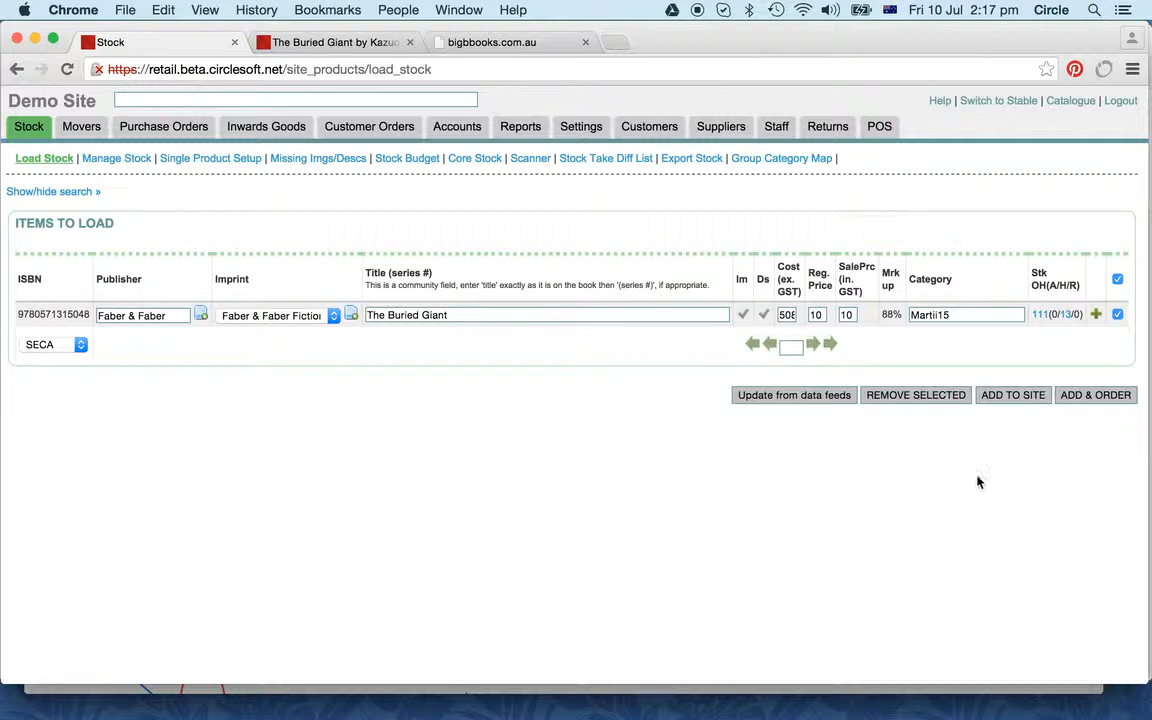 Chrome File Edit View History Bookmarks People Window Help Fri 10 Jul 2:17 pm Circle
Stock The Buried Giant by Kazuo bigbbooks.com.au
https://retail.beta.circlesoft.net/site_products/load_stock
Demo Site Help | Switch to Stable | Catalogue | Logout
Stock Movers Purchase Orders Inwards Goods Customer Orders Accounts Reports Settings Customers Suppliers Staff Returns POS
Load Stock | Manage Stock | Single Product Setup | Missing Imgs/Descs | Stock Budget | Core Stock | Scanner | Stock Take Diff List | Export Stock | Group Category Map |
Show/hide search »
ITEMS TO LOAD
ISBN Publisher Imprint Title (series #) Im Ds Cost (ex. GST) Reg. Price SalePrc (in. GST) Mrk up Category Stk OH(A/H/R)
This is a community field, enter 'title' exactly as it is on the book then '(series #)', if appropriate.
9780571315048 Faber & Faber Faber & Faber Fiction The Buried Giant 508 10 10 88% Martii15 111(0/13/0)
SECA
Update from data feeds REMOVE SELECTED ADD TO SITE ADD & ORDER